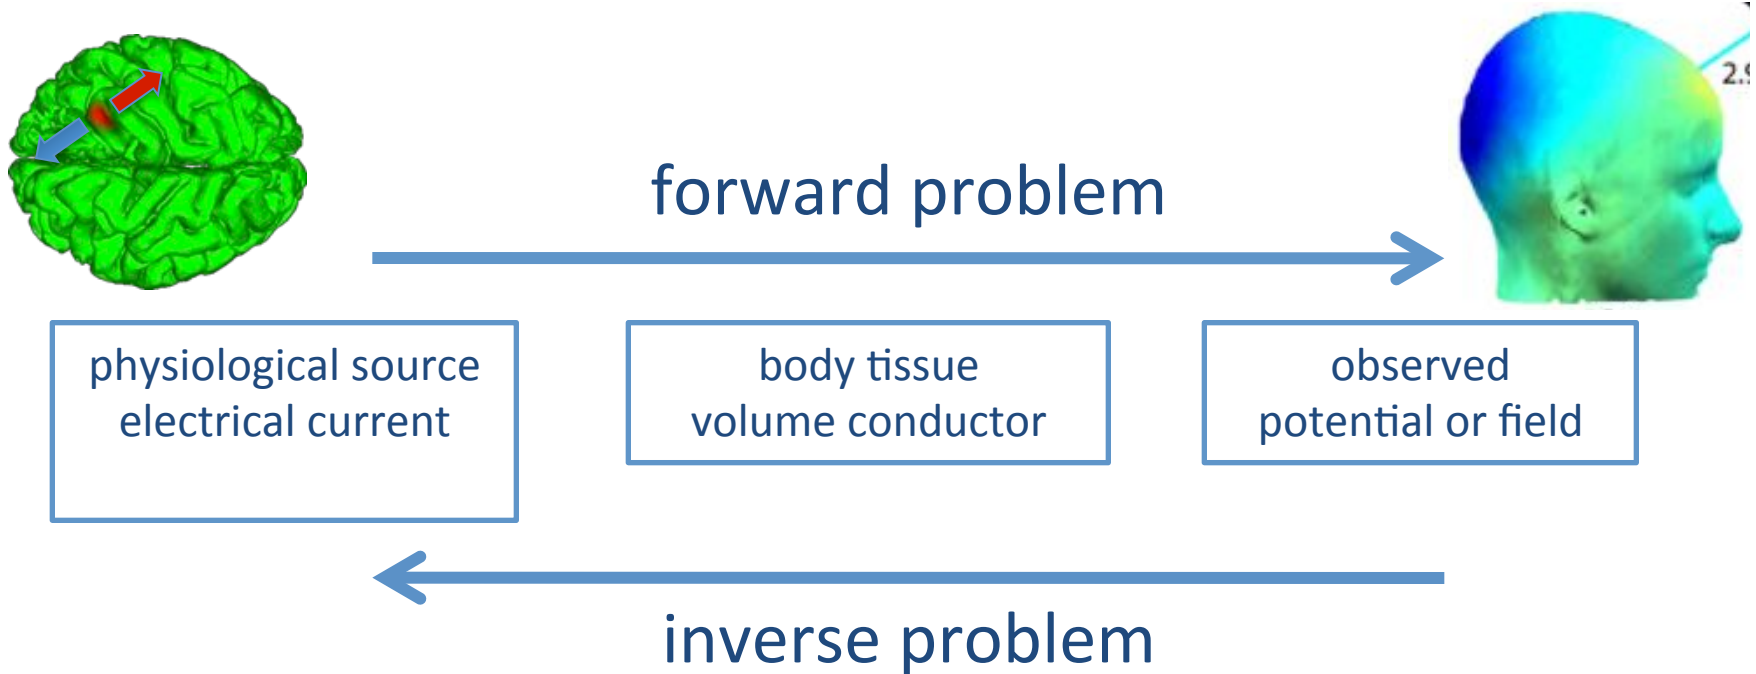 forward problem
physiological source
electrical current
body tissue
volume conductor
observed
potential or field
inverse problem